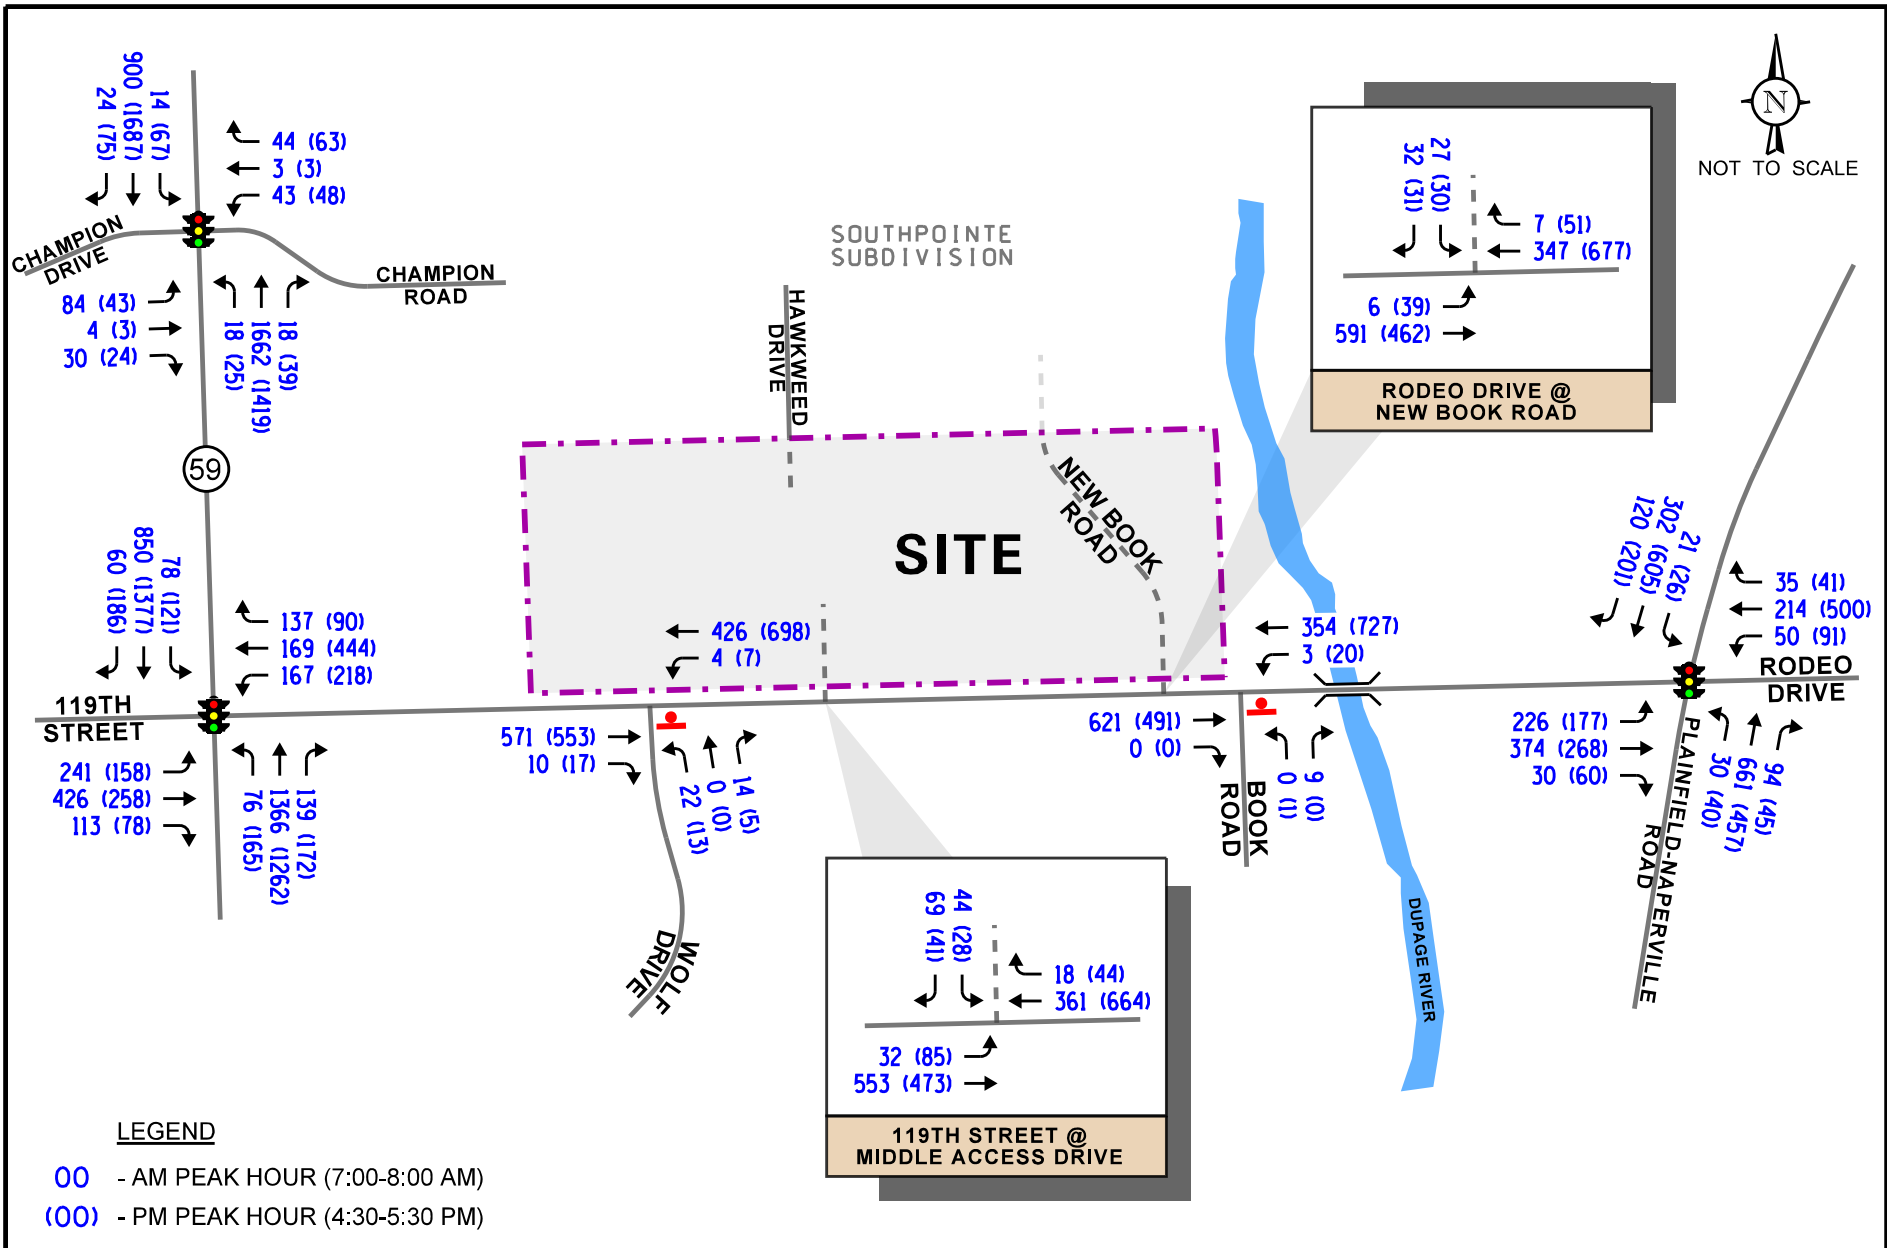 900 (1687)
24 (75)
14 (67)
44 (63)
3 (3)
43 (48)
CHAMPION
DRIVE
CHAMPION
ROAD
84 (43)
4 (3)
30 (24)
18 (25)
1662 (1419)
18 (39)
59
SOUTHPOINTE
SUBDIVISION
HAWKWEED
DRIVE
27 (30)
32 (31)
7 (51)
347 (677)
6 (39)
591 (462)
RODEO DRIVE @
NEW BOOK ROAD
N
NOT TO SCALE
SITE
NEW BOOK
ROAD
850 (1377)
60 (186)
78 (121)
137 (90)
169 (444)
167 (218)
119TH
STREET
241 (158)
426 (258)
113 (78)
76 (165)
1366 (1262)
139 (172)
426 (698)
4 (7)
571 (553)
10 (17)
22 (13)
0 (0)
14 (5)
WOLF
DRIVE
354 (727)
3 (20)
621 (491)
0 (0)
0 (1)
9 (0)
BOOK
ROAD
120 (201)
302 (605)
21 (26)
35 (41)
214 (500)
50 (91)
RODEO
DRIVE
226 (177)
374 (268)
30 (60)
30 (40)
661 (457)
94 (45)
PLAINFIELD-NAPERVILLE
ROAD
DUPAGE RIVER
44 (28)
69 (41)
18 (44)
361 (664)
32 (85)
553 (473)
119TH STREET @
MIDDLE ACCESS DRIVE
LEGEND
00 - AM PEAK HOUR (7:00-8:00 AM)
(00) - PM PEAK HOUR (4:30-5:30 PM)